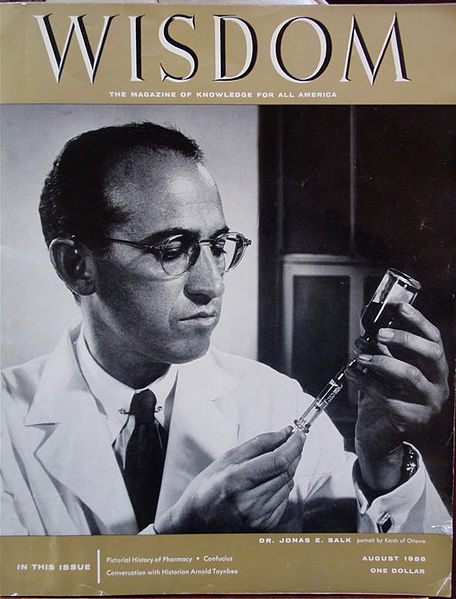 WISDOM
THE MAGAZINE OF KNOWLEDGE FOR ALL AMERICA
DR. JONAS E. SALK portrait by Karsh of Ottawa
IN THIS ISSUE
Pictorial History of Pharmacy • Confucius
Conversation with Historian Arnold Toynbee
AUGUST 1956
ONE DOLLAR